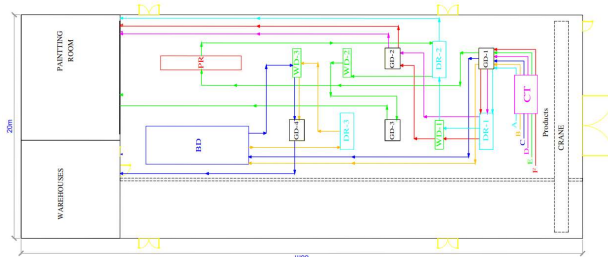 PAINTTING
ROOM
PR
WD-3
WD-2
GD-2
DR-2
GD-1
CT
20m
BD
GD-4
DR-3
GD-3
WD-1
DR-1
A
B
C
D
E
F
Products
CRANE
WAREHOUSES